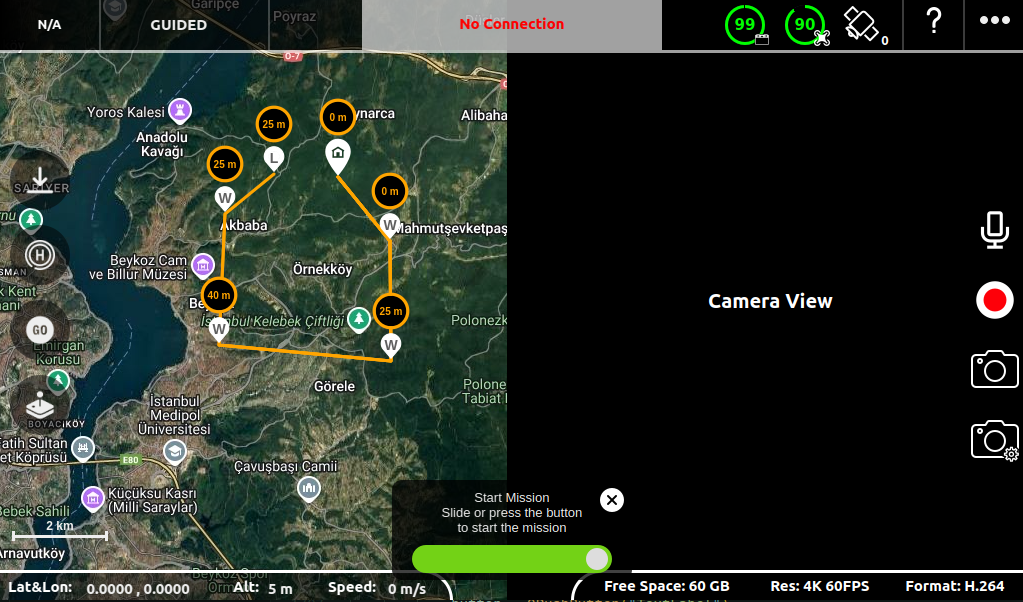 N/A
GUIDED
No Connection
99
90
0
?
Garipçe
Poyraz
O-7
Yoros Kalesi
Anadolu
Kavağı
25 m
0 m
Alibaha
L
25 m
W
SARIYER
0 m
W
Akbaba
Mahmutşevketpaş
Beykoz Cam
ve Billur Müzesi
H
Örnekköy
40 m
25 m
W
İstanbul Kelebek Çiftliği
Polonezk
GO
Emirgan
Korusu
W
Görele
Polone
Tabiat
BOYACIKÖY
İstanbul
Medipol
Üniversitesi
Fatih Sultan
et Köprüsü
E80
Çavuşbaşı Camii
Küçüksu Kasrı
(Milli Saraylar)
Bebek Sahili
2 km
Arnavutköy
Beykoz Spor
Camera View
Start Mission
Slide or press the button
to start the mission
Lat&Lon: 0.0000 , 0.0000 Alt: 5 m Speed: 0 m/s
Free Space: 60 GB Res: 4K 60FPS Format: H.264